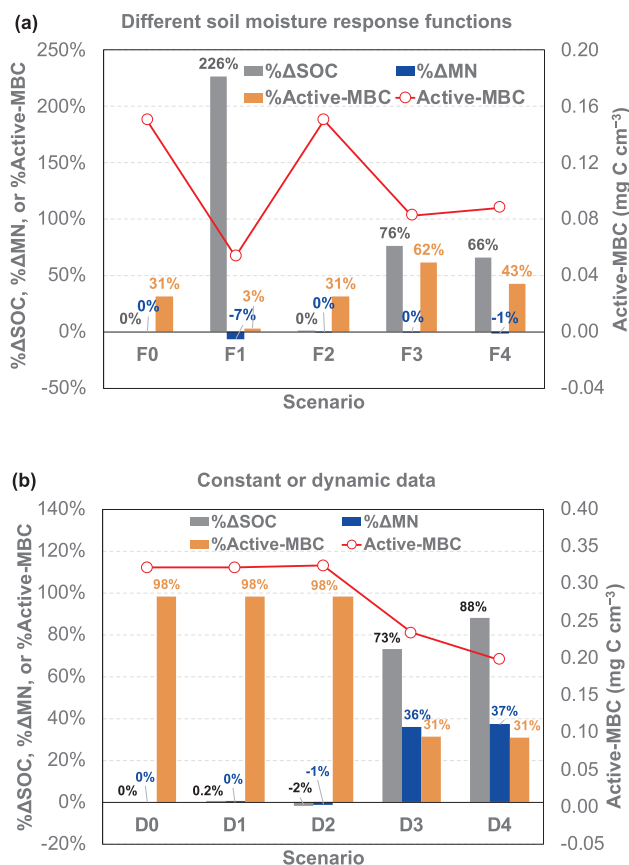 (a) Different soil moisture response functions
%ΔSOC %ΔMN
%Active-MBC Active-MBC
%ΔSOC, %ΔMN, or %Active-MBC
250%
200%
150%
100%
50%
0%
-50%
0% 0% 31%
226% -7% 3%
0% 0% 31%
76% 0% 62%
66% -1% 43%
0.20
0.16
0.12
0.08
0.04
0.00
-0.04
Active-MBC (mg C cm⁻³)
F0 F1 F2 F3 F4
Scenario
(b) Constant or dynamic data
%ΔSOC %ΔMN
%Active-MBC Active-MBC
%ΔSOC, %ΔMN, or %Active-MBC
140%
120%
100%
80%
60%
40%
20%
0%
-20%
0% 0% 98%
0.2% 0% 98%
-2% -1% 98%
73% 36% 31%
88% 37% 31%
0.40
0.35
0.30
0.25
0.20
0.15
0.10
0.05
0.00
-0.05
Active-MBC (mg C cm⁻³)
D0 D1 D2 D3 D4
Scenario